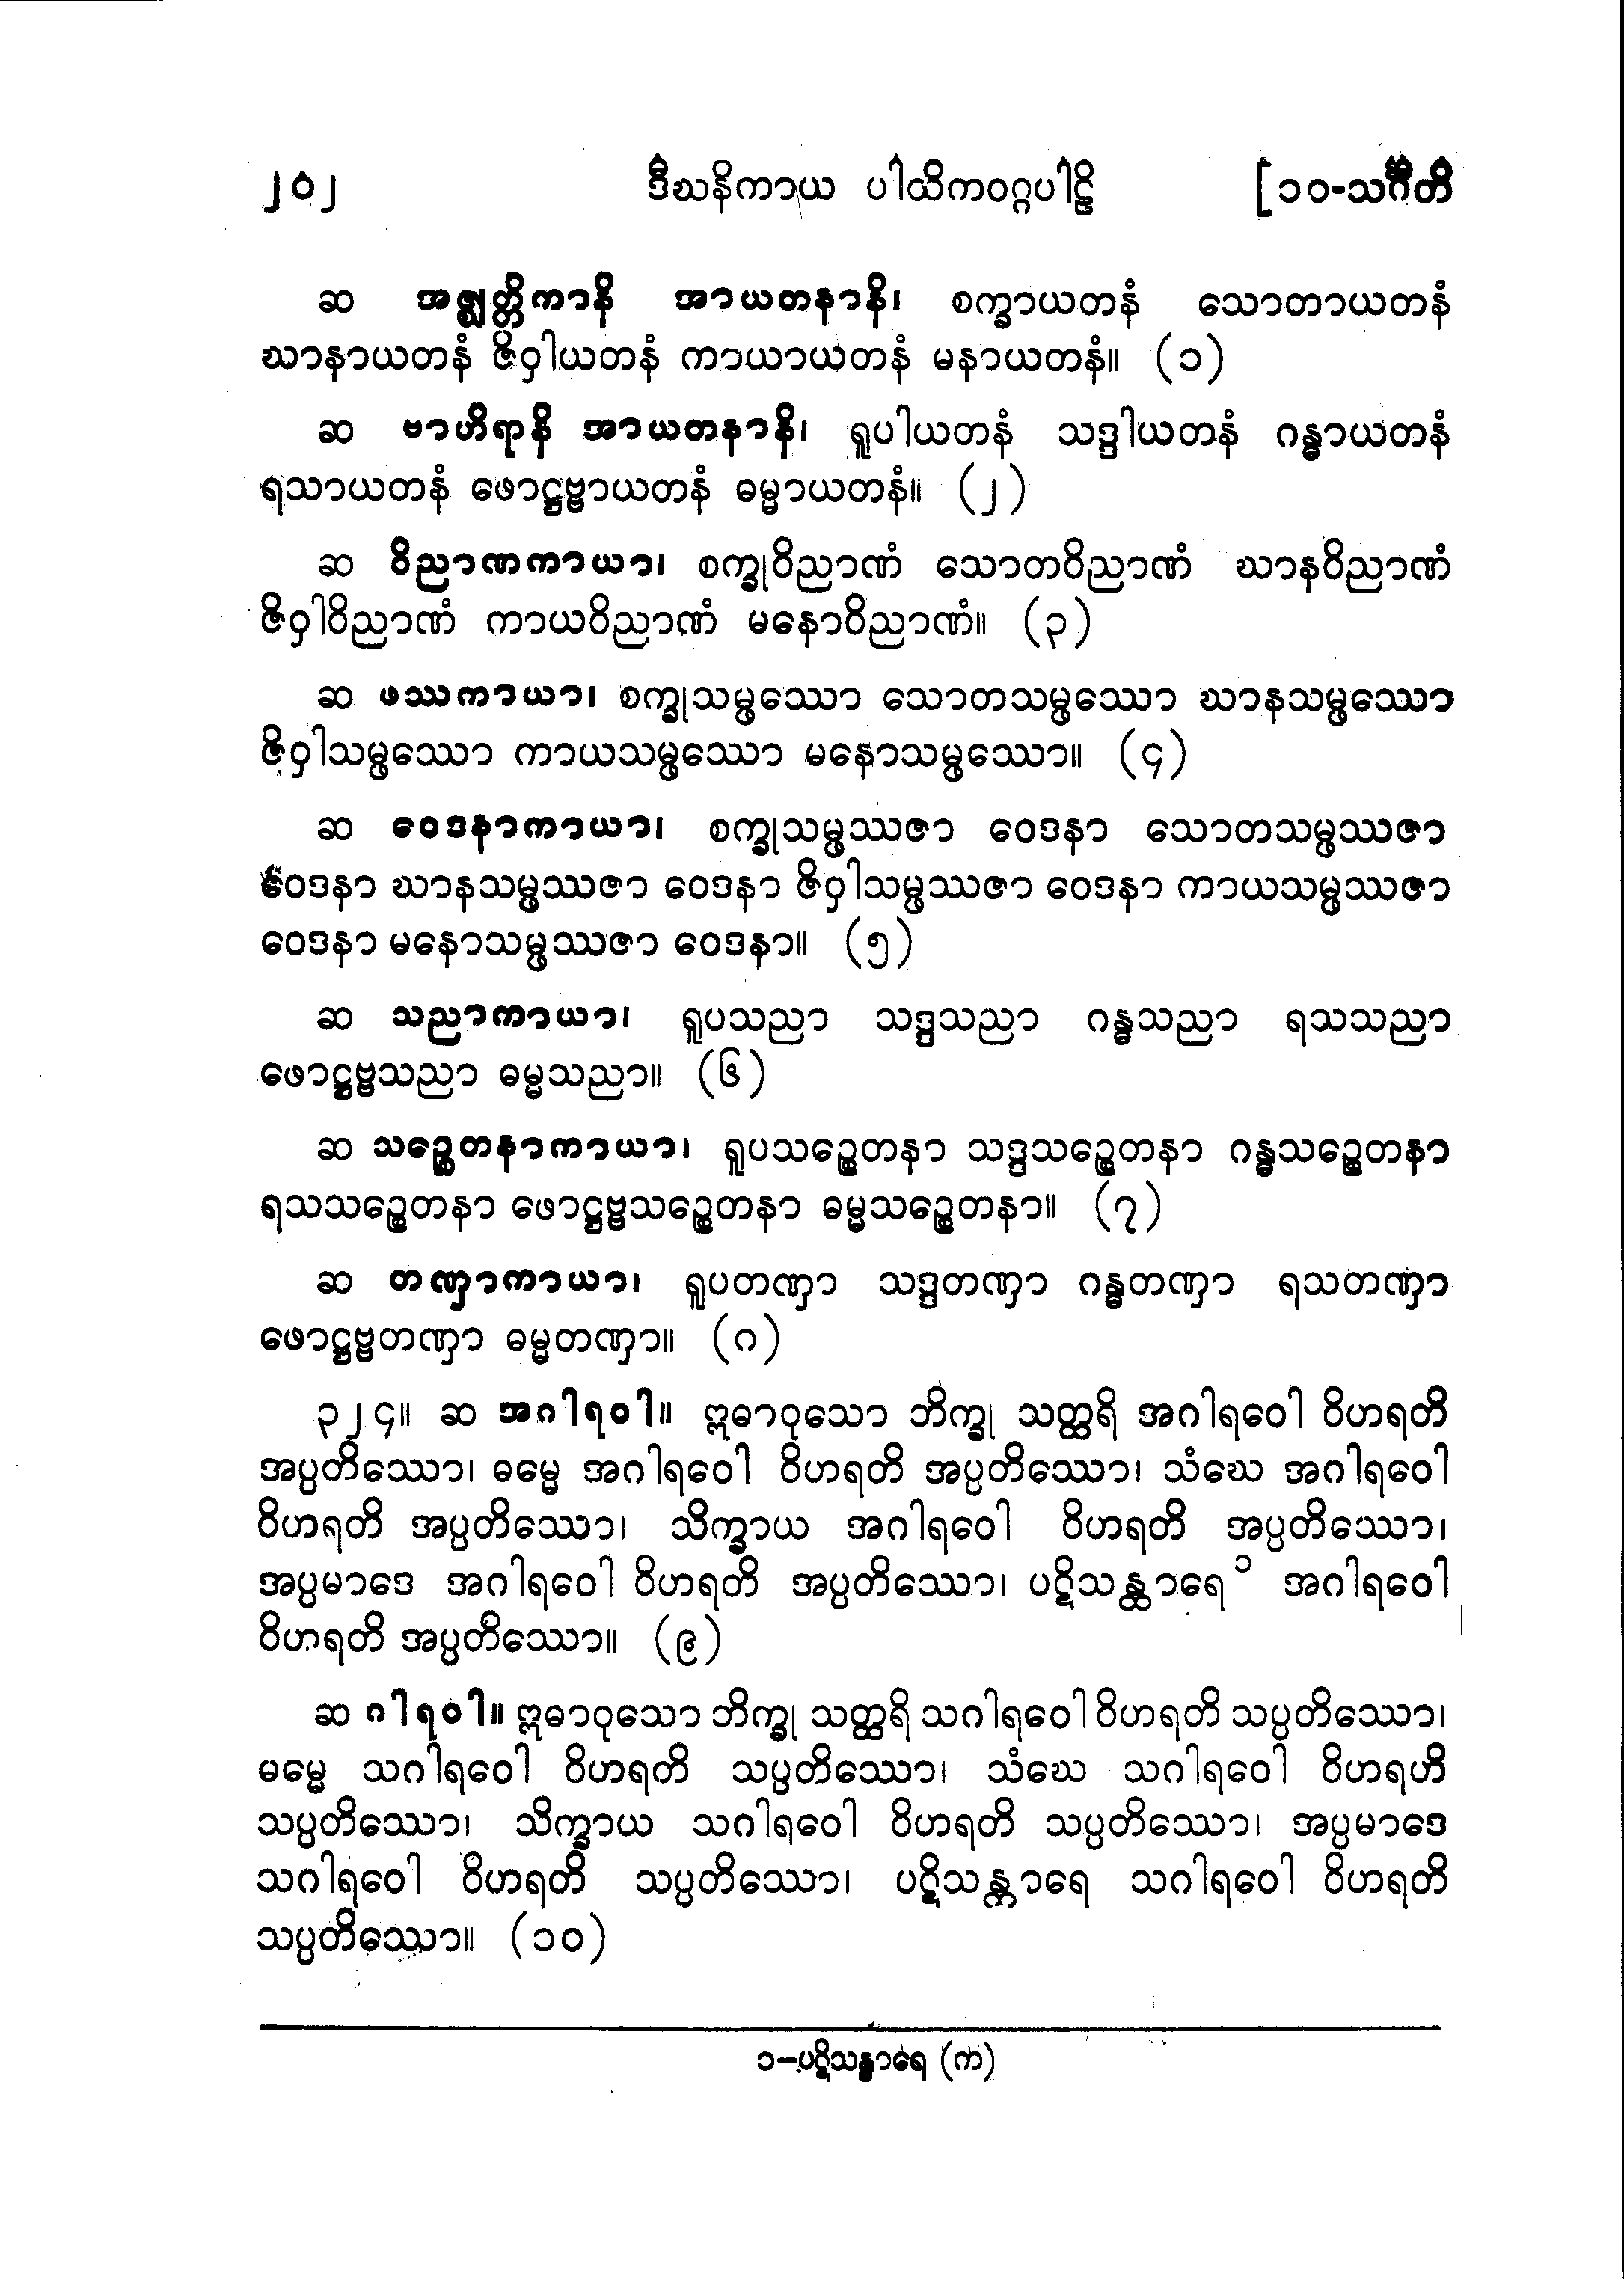 ၂၀၂ ဒီဃနိကာယ ပါထိကဝဂ္ဂပါဠိ [၁၀-သင်္ဂီတိ
ဆ အဇ္ဈတ္တိကာနိ အာယတနာနိ၊ စက္ခာယတနံ သောတာယတနံ
ဃာနာယတနံ ဇိဝှါယတနံ ကာယာယတနံ မနာယတနံ။ (၁)
ဆ ဗာဟိရာနိ အာယတနာနိ၊ ရူပါယတနံ သဒ္ဒါယတနံ ဂန္ဓာယတနံ
ရသာယတနံ ဖောဋ္ဌဗ္ဗာယတနံ ဓမ္မာယတနံ။ (၂)
ဆ ဝိညာဏကာယာ၊ စက္ခုဝိညာဏံ သောတဝိညာဏံ ဃာနဝိညာဏံ
ဇိဝှါဝိညာဏံ ကာယဝိညာဏံ မနောဝိညာဏံ။ (၃)
ဆ ဖဿကာယာ၊ စက္ခုသမ္ဖဿော သောတသမ္ဖဿော ဃာနသမ္ဖဿော
ဇိဝှါသမ္ဖဿော ကာယသမ္ဖဿော မနောသမ္ဖဿော။ (၄)
ဆ ဝေဒနာကာယာ၊ စက္ခုသမ္ဖဿဇာ ဝေဒနာ သောတသမ္ဖဿဇာ
ဝေဒနာ ဃာနသမ္ဖဿဇာ ဝေဒနာ ဇိဝှါသမ္ဖဿဇာ ဝေဒနာ ကာယသမ္ဖဿဇာ
ဝေဒနာ မနောသမ္ဖဿဇာ ဝေဒနာ။ (၅)
ဆ သညာကာယာ၊ ရူပသညာ သဒ္ဒသညာ ဂန္ဓသညာ ရသသညာ
ဖောဋ္ဌဗ္ဗသညာ ဓမ္မသညာ။ (၆)
ဆ သဉ္စေတနာကာယာ၊ ရူပသဉ္စေတနာ သဒ္ဒသဉ္စေတနာ ဂန္ဓသဉ္စေတနာ
ရသသဉ္စေတနာ ဖောဋ္ဌဗ္ဗသဉ္စေတနာ ဓမ္မသဉ္စေတနာ။ (၇)
ဆ တဏှာကာယာ၊ ရူပတဏှာ သဒ္ဒတဏှာ ဂန္ဓတဏှာ ရသတဏှာ
ဖောဋ္ဌဗ္ဗတဏှာ ဓမ္မတဏှာ။ (၈)
၃၂၄။ ဆ အဂါရဝါ။ ဣဓာဝုသော ဘိက္ခု သတ္ထရိ အဂါရဝေါ ဝိဟရတိ
အပ္ပတိဿော၊ ဓမ္မေ အဂါရဝေါ ဝိဟရတိ အပ္ပတိဿော၊ သံဃေ အဂါရဝေါ
ဝိဟရတိ အပ္ပတိဿော၊ သိက္ခာယ အဂါရဝေါ ဝိဟရတိ အပ္ပတိဿော၊
အပ္ပမာဒေ အဂါရဝေါ ဝိဟရတိ အပ္ပတိဿော၊ ပဋိသန္ထာရေ၁ အဂါရဝေါ
ဝိဟရတိ အပ္ပတိဿော။ (၉)
ဆ ဂါရဝါ။ ဣဓာဝုသော ဘိက္ခု သတ္ထရိ သဂါရဝေါ ဝိဟရတိ သပ္ပတိဿော၊
မမ္မေ သဂါရဝေါ ဝိဟရတိ သပ္ပတိဿော၊ သံဃေ သဂါရဝေါ ဝိဟရဟိ
သပ္ပတိဿော၊ သိက္ခာယ သဂါရဝေါ ဝိဟရတိ သပ္ပတိဿော၊ အပ္ပမာဒေ
သဂါရဝေါ ဝိဟရတိ သပ္ပတိဿော၊ ပဋိသန္ကာရေ သဂါရဝေါ ဝိဟရတိ
သပ္ပတိဿော။ (၁၀)
၁–ပဋိသန္ဓာရေ (က)